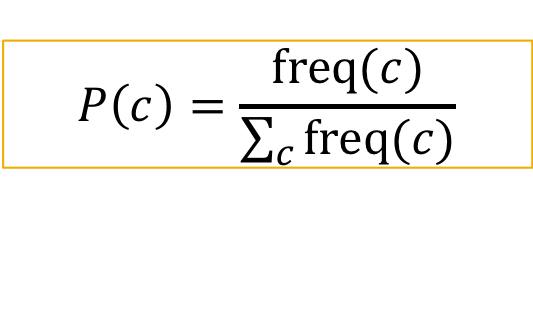 P(c) = freq(c) / ∑_c freq(c)